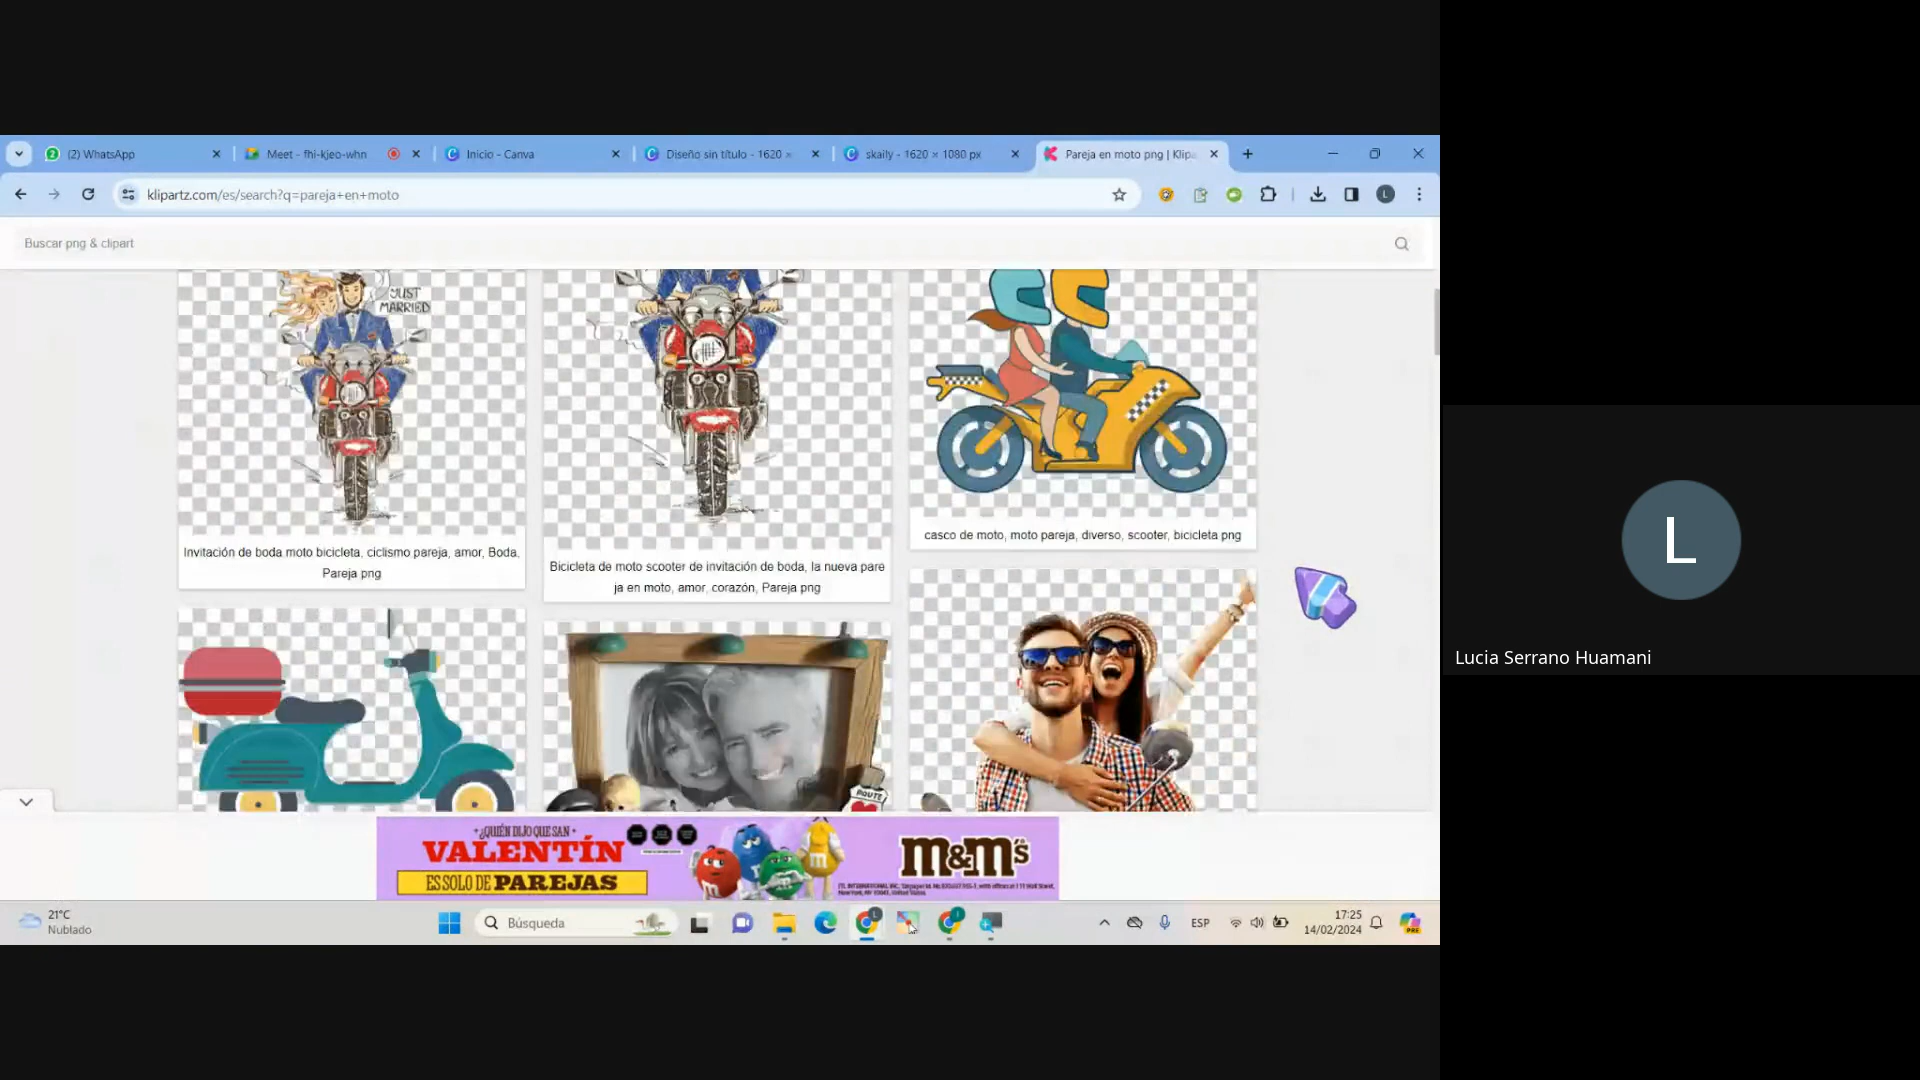 (2) WhatsApp
Meet - fhi-kjeo-whn
Inicio - Canva
Diseño sin título - 1620 ×
skaily - 1620 × 1080 px
Pareja en moto png | Klipa
klipartz.com/es/search?q=pareja+en+moto
L
Buscar png & clipart
JUST
MARRIED
Invitación de boda moto bicicleta, ciclismo pareja, amor, Boda,
Pareja png
Bicicleta de moto scooter de invitación de boda, la nueva pare
ja en moto, amor, corazón, Pareja png
casco de moto, moto pareja, diverso, scooter, bicicleta png
ROUTE
¿QUIÉN DIJO QUE SAN
VALENTÍN
ES SOLO DE PAREJAS
m&m's
21°C
Nublado
Búsqueda
ESP
17:25
14/02/2024
PRE
L
Lucia Serrano Huamani